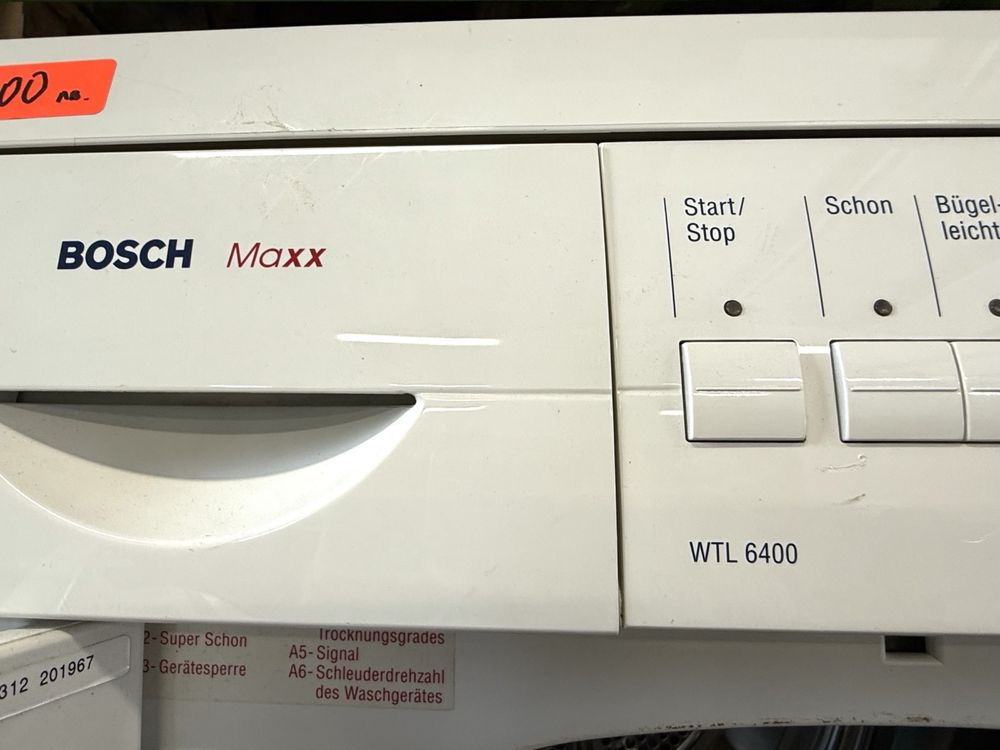 00 лв.
BOSCH Maxx
Start/
Stop
Schon
Bügel-
leicht
WTL 6400
2- Super Schon
3- Gerätesperre
Trocknungsgrades
A5- Signal
A6- Schleuderdrehzahl
des Waschgerätes
312 201967